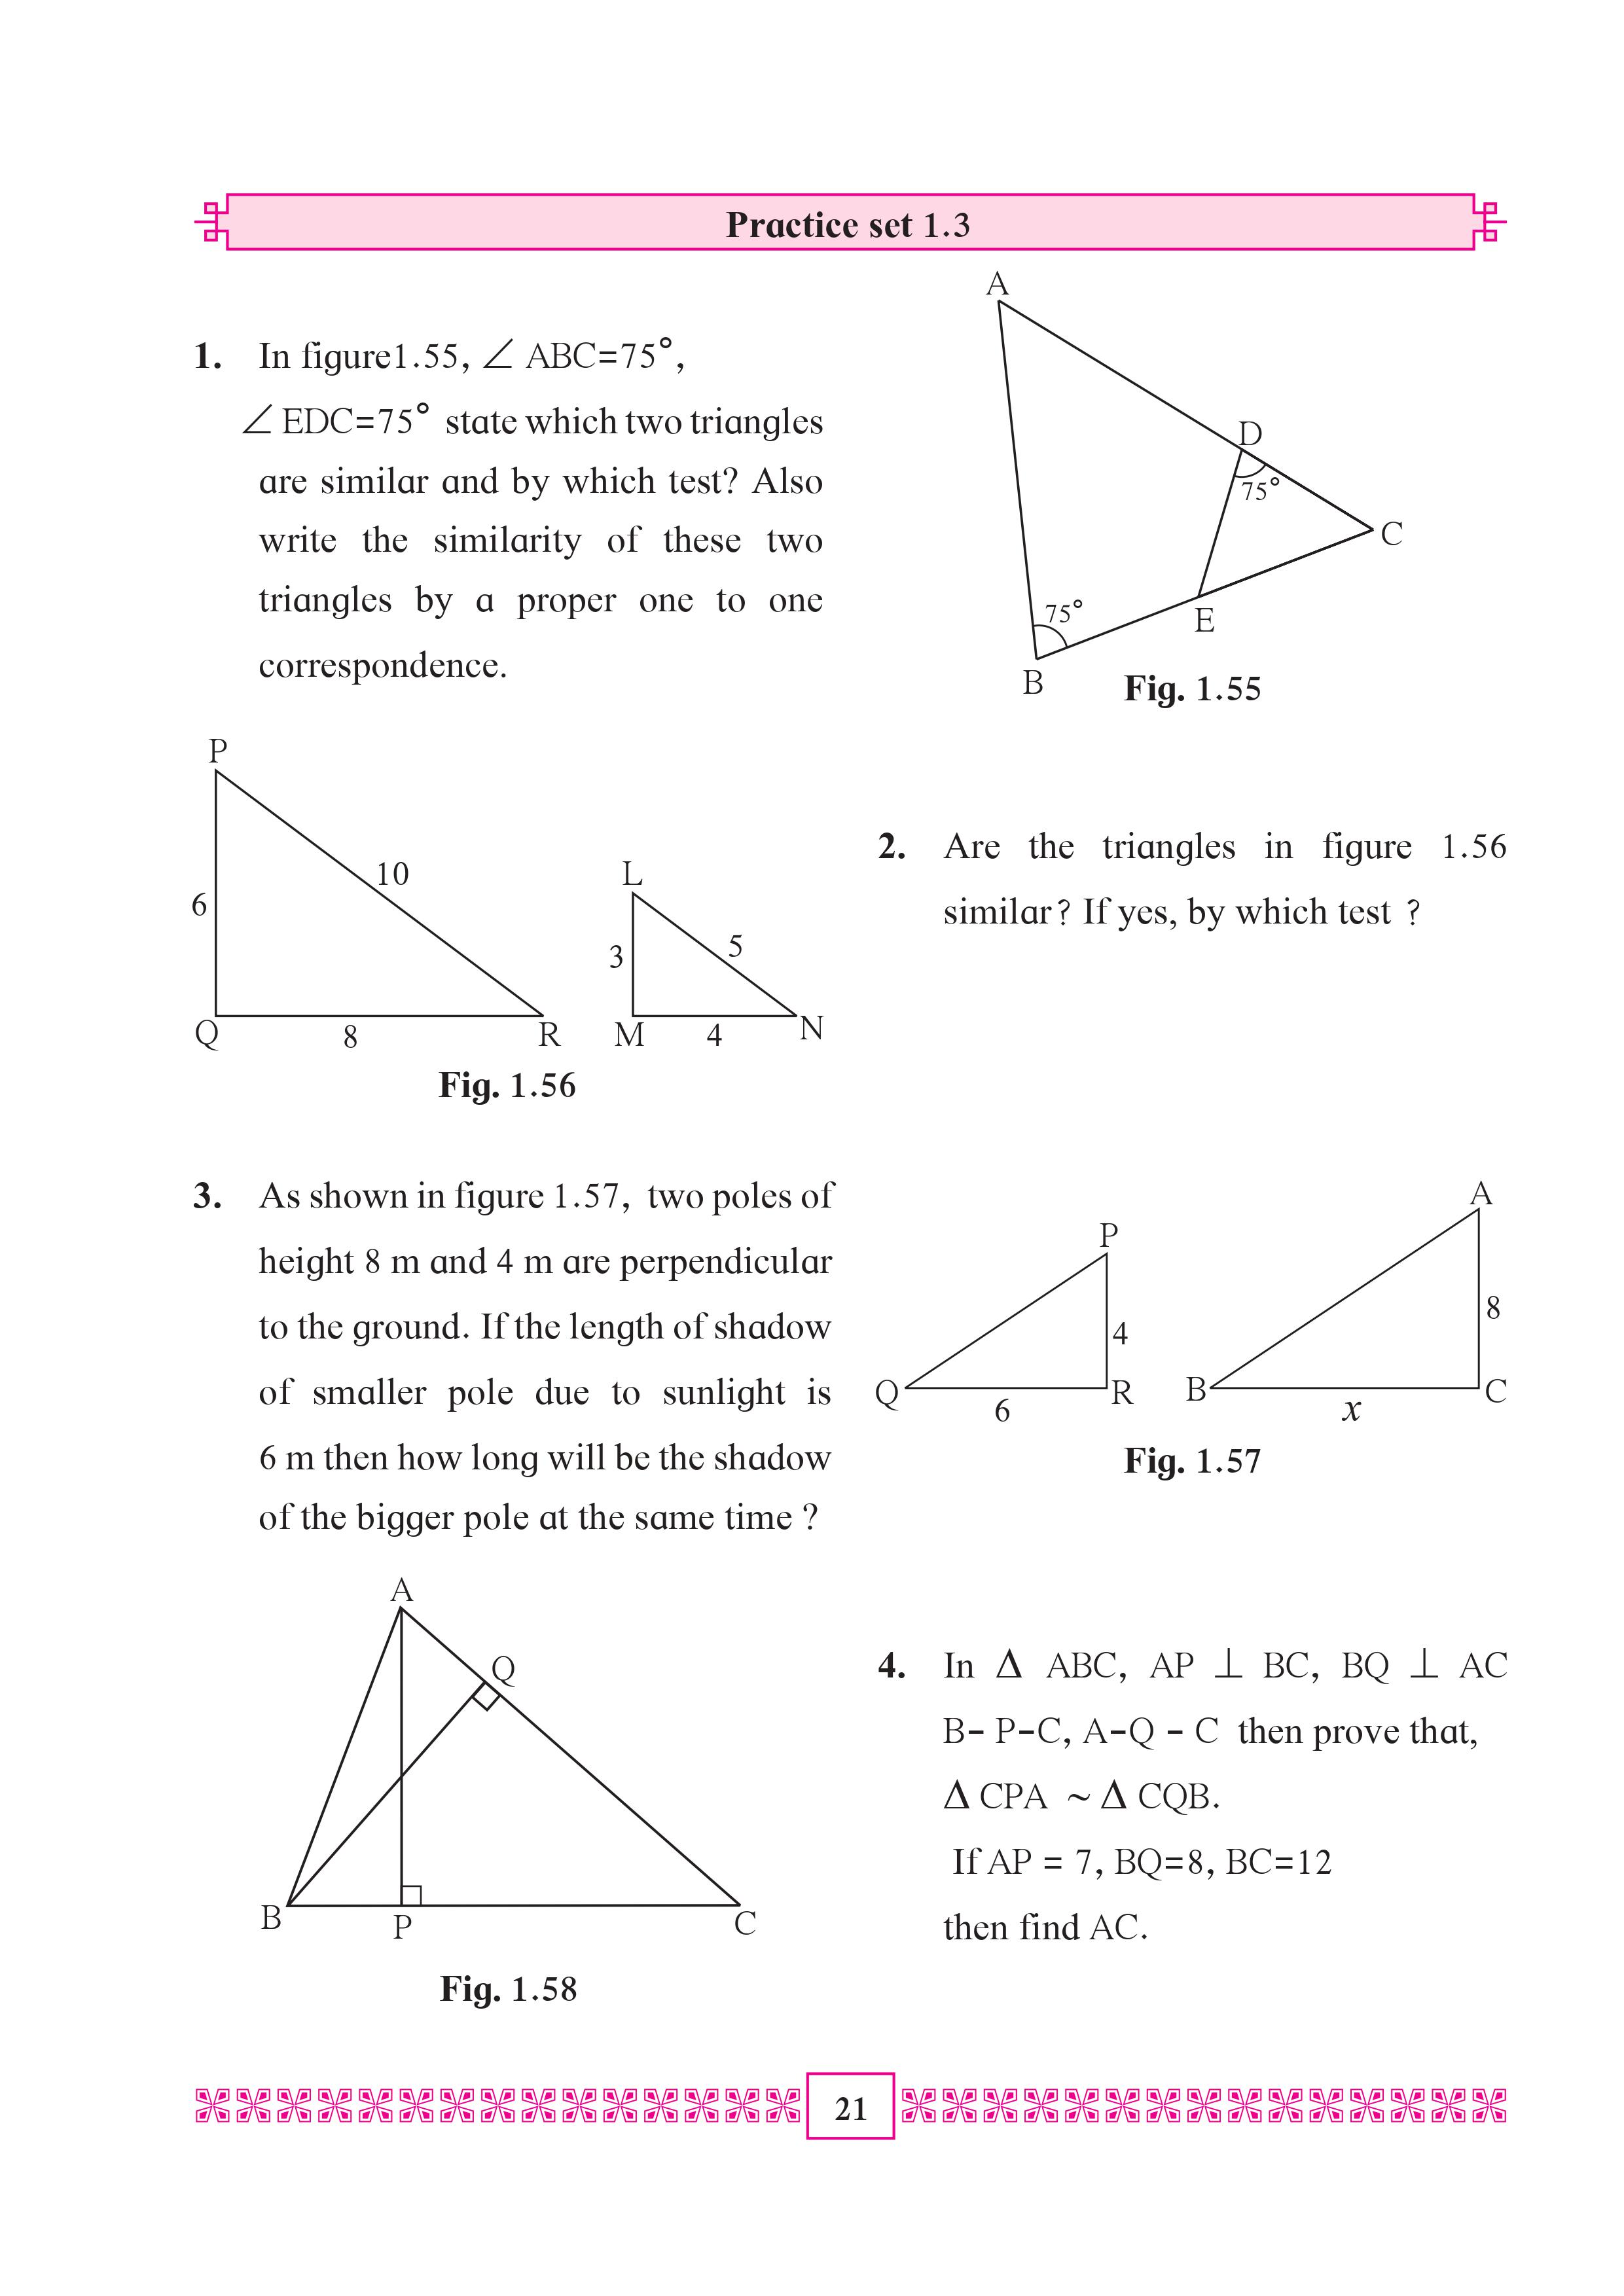 Practice set 1.3
1. In figure1.55, ∠ ABC=75°,
∠ EDC=75° state which two triangles
are similar and by which test? Also
write the similarity of these two
triangles by a proper one to one
correspondence.
A
D
75°
C
75°
E
B
Fig. 1.55
P
10
6
Q
8
R
L
3
5
M
4
N
Fig. 1.56
2. Are the triangles in figure 1.56
similar? If yes, by which test ?
3. As shown in figure 1.57, two poles of
height 8 m and 4 m are perpendicular
to the ground. If the length of shadow
of smaller pole due to sunlight is
6 m then how long will be the shadow
of the bigger pole at the same time ?
P
4
Q
6
R
A
8
B
x
C
Fig. 1.57
A
Q
B
P
C
Fig. 1.58
4. In Δ ABC, AP ⊥ BC, BQ ⊥ AC
B- P-C, A-Q - C then prove that,
Δ CPA ~ Δ CQB.
If AP = 7, BQ=8, BC=12
then find AC.
21